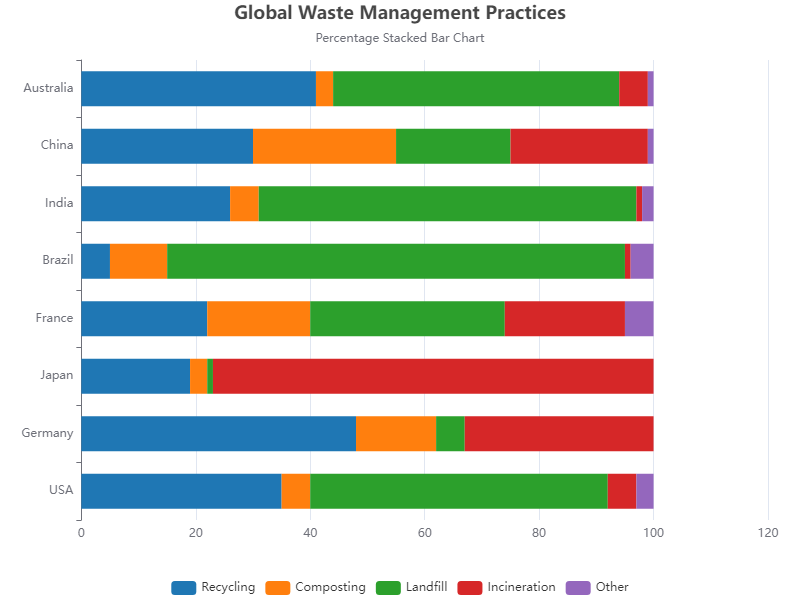 Global Waste Management Practices
Percentage Stacked Bar Chart
Australia
China
India
Brazil
France
Japan
Germany
USA
0 20 40 60 80 100 120
Recycling Composting Landfill Incineration Other